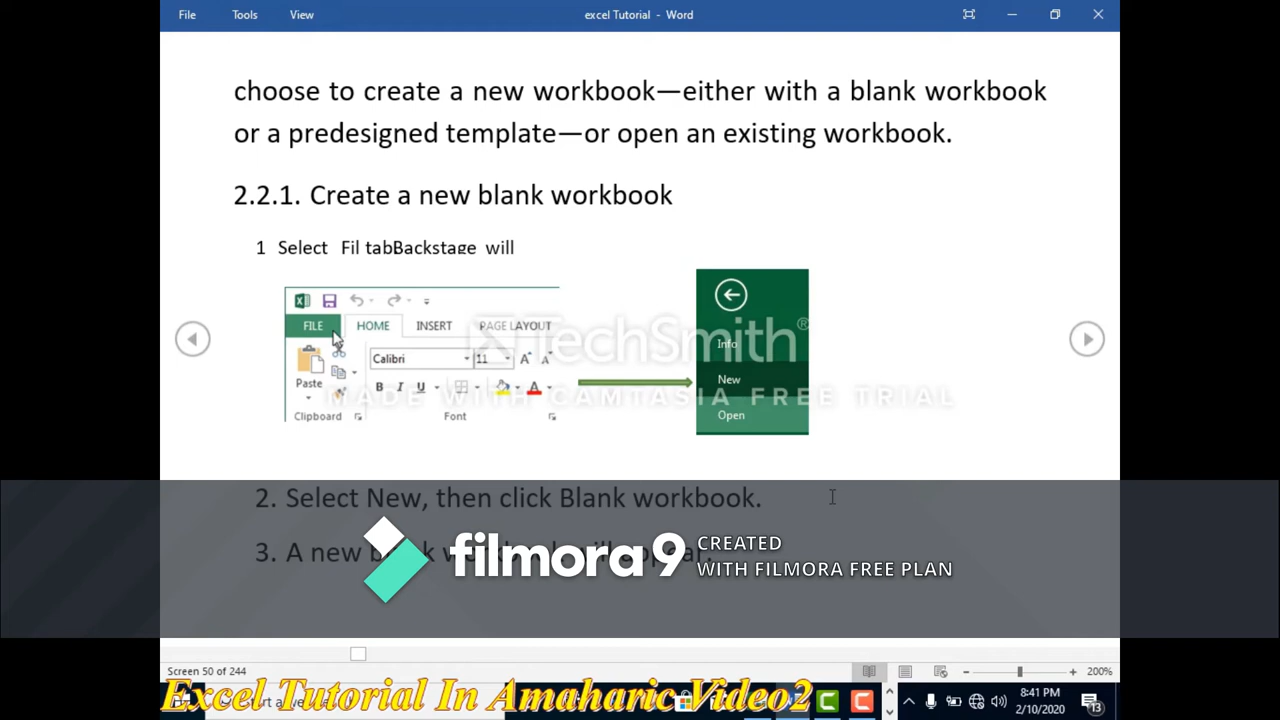 File Tools View excel Tutorial - Word
choose to create a new workbook—either with a blank workbook
or a predesigned template—or open an existing workbook.
2.2.1. Create a new blank workbook
1 Select Fil tabBackstage will
FILE HOME INSERT PAGE LAYOUT
TechSmith®
Info
Calibri 11
Paste
B I U A
New
MADE WITH CAMTASIA FREE TRIAL
Clipboard Font
Open
2. Select New, then click Blank workbook.
3. A new
filmora9 CREATED
WITH FILMORA FREE PLAN
Screen 50 of 244 200%
Excel Tutorial In Amaharic Video2
8:41 PM
2/10/2020
13